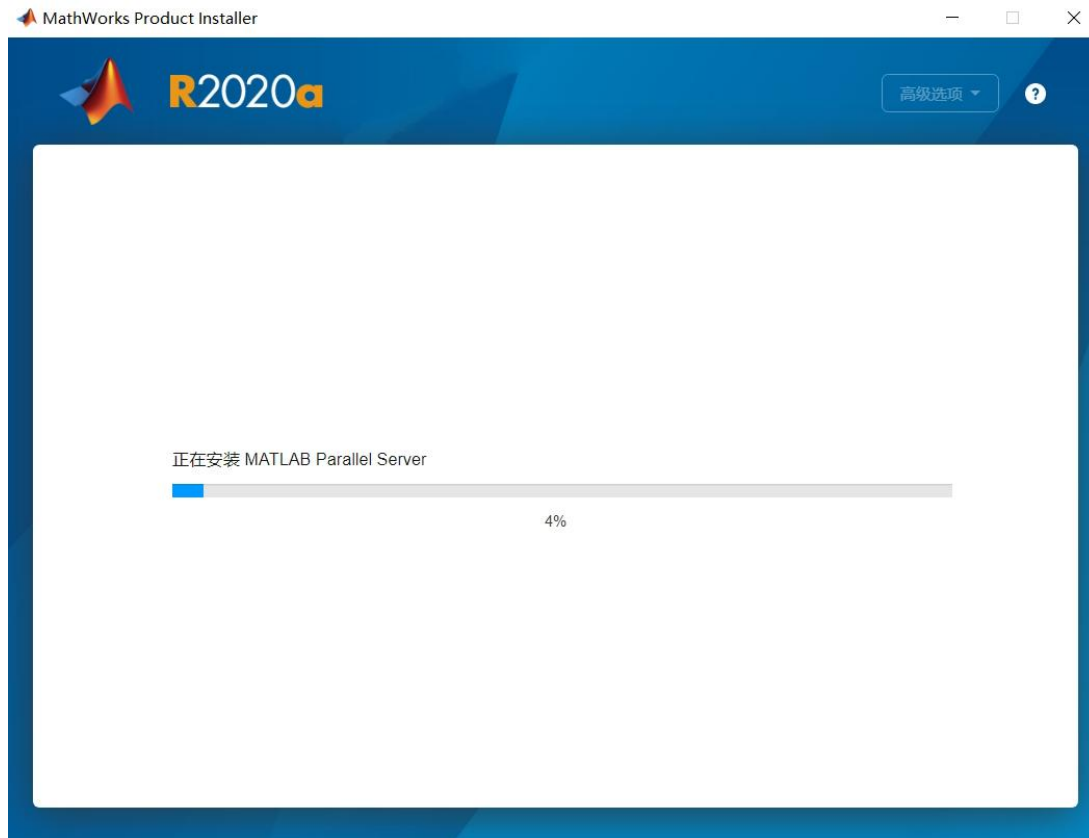 MathWorks Product Installer
R2020a
高级选项
?
正在安装 MATLAB Parallel Server
4%